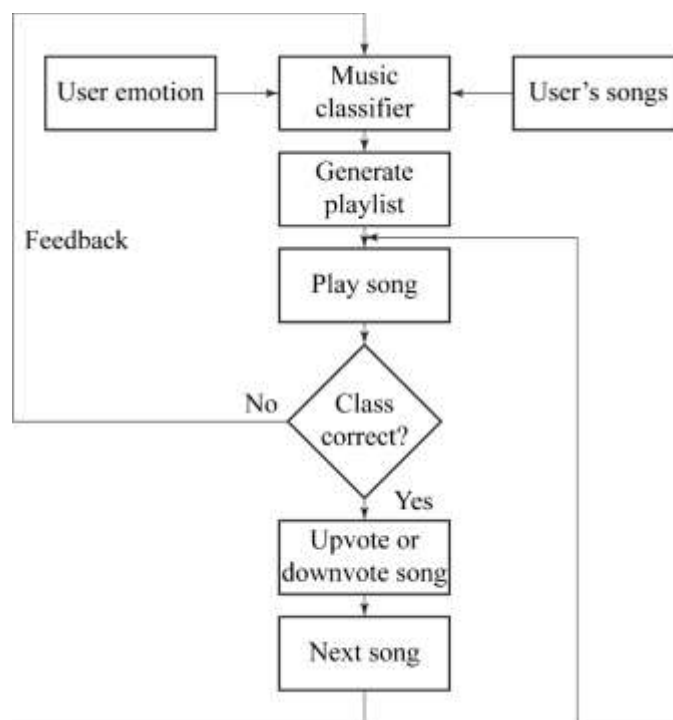 User emotion
Music
classifier
User’s songs
Generate
playlist
Feedback
Play song
No
Class
correct?
Yes
Upvote or
downvote song
Next song